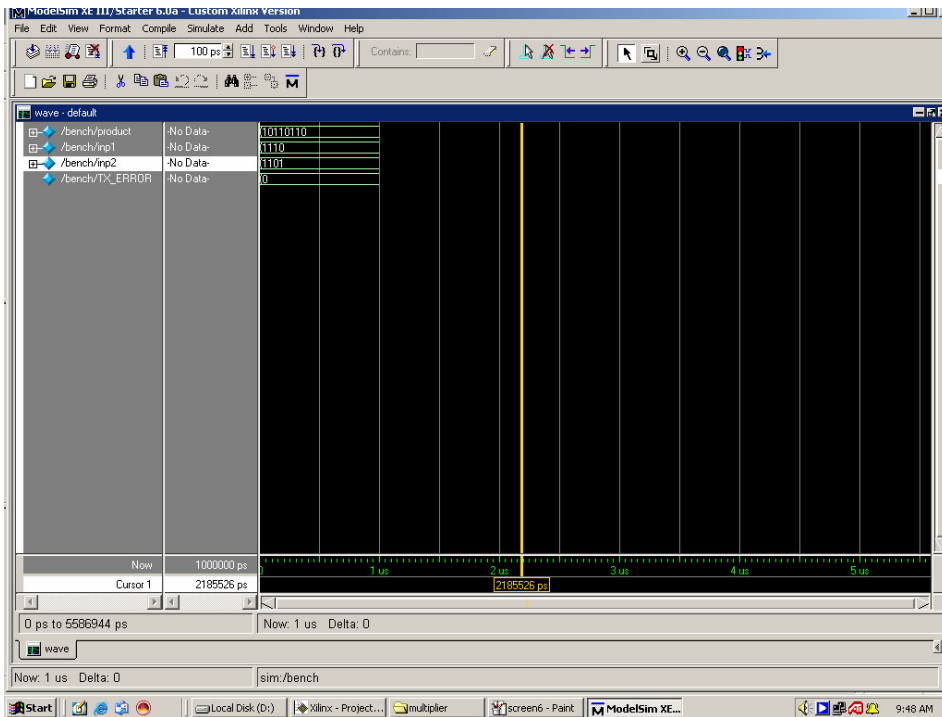 ModelSim XE III/Starter 6.0a - Custom Xilinx Version
File Edit View Format Compile Simulate Add Tools Window Help
100 ps Contains:
wave - default
/bench/product -No Data- 10110110
/bench/inp1 -No Data- 1110
/bench/inp2 -No Data- 1101
/bench/TX_ERROR -No Data- 0
Now 1000000 ps 0 1 us 2 us 3 us 4 us 5 us
Cursor 1 2185526 ps 2185526 ps
0 ps to 5586944 ps Now: 1 us Delta: 0
wave
Now: 1 us Delta: 0 sim:/bench
Start Local Disk (D:) Xilinx - Project... multiplier screen6 - Paint ModelSim XE... 9:48 AM